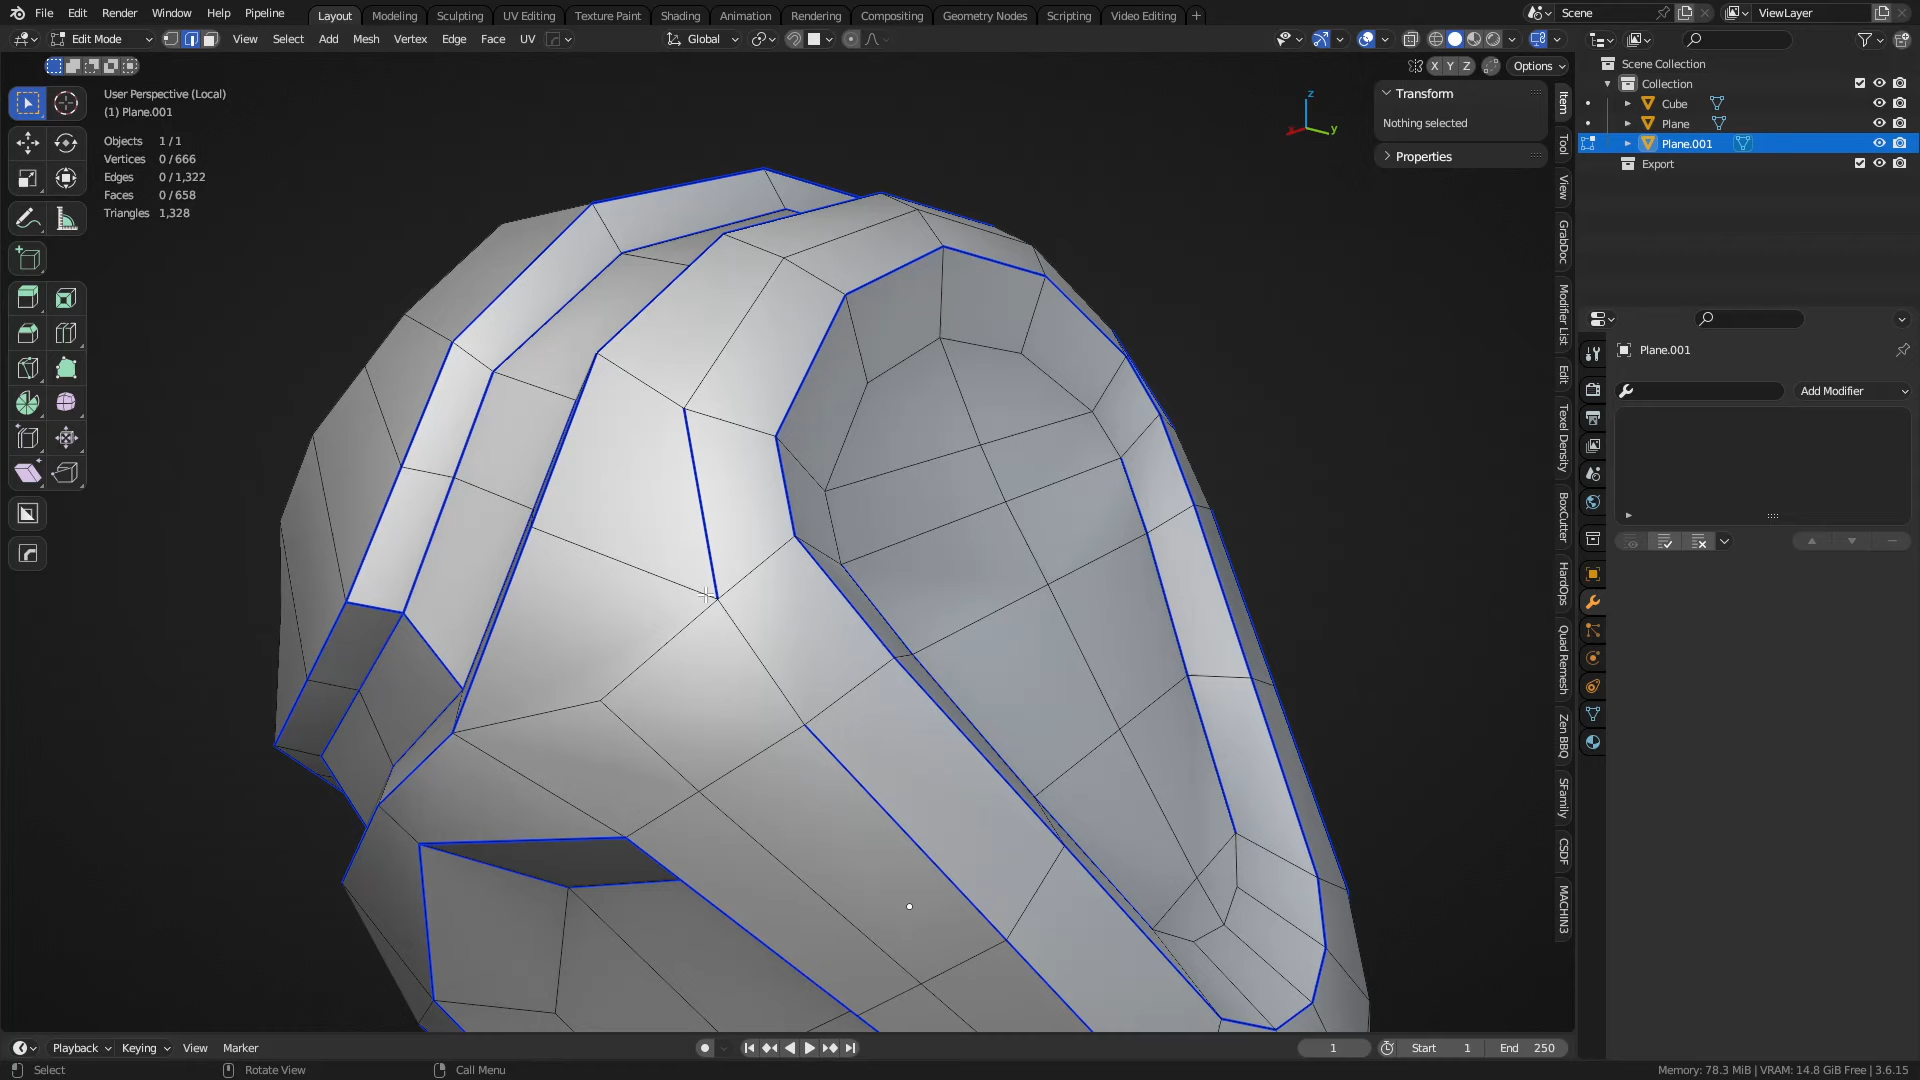 File Edit Render Window Help Pipeline Layout Modeling Sculpting UV Editing Texture Paint Shading Animation Rendering Compositing Geometry Nodes Scripting Video Editing + Scene ViewLayer
Edit Mode View Select Add Mesh Vertex Edge Face UV Global
X Y Z Options
User Perspective (Local)
(1) Plane.001
Objects 1 / 1
Vertices 0 / 666
Edges 0 / 1,322
Faces 0 / 658
Triangles 1,328
Z
Y
Transform
Nothing selected
Properties
Item
Tool
View
GrabDoc
Modifier List
Edit
Texel Density
BoxCutter
HardOps
Quad Remesh
Zen BBQ
SFamily
CSDF
MACHIN3
Scene Collection
Collection
Cube
Plane
Plane.001
Export
Plane.001
Add Modifier
Playback Keying View Marker 1 Start 1 End 250
Select Rotate View Call Menu Memory: 78.3 MiB | VRAM: 14.8 GiB Free | 3.6.15